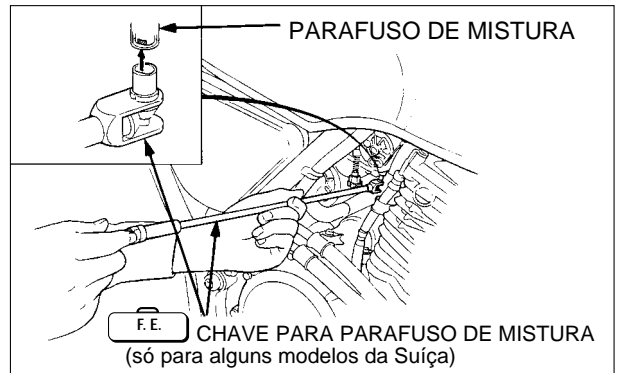 PARAFUSO DE MISTURA
F. E.
CHAVE PARA PARAFUSO DE MISTURA
(só para alguns modelos da Suíça)